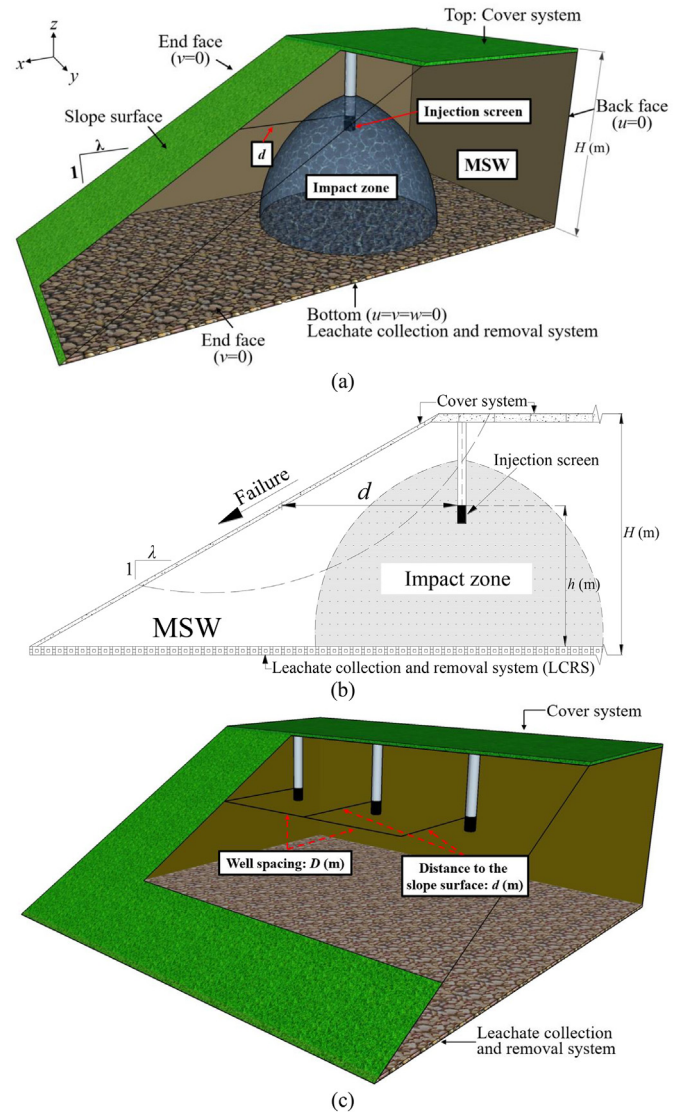 z
x
y
End face
(v=0)
Top: Cover system
Slope surface
Injection screen
Back face
(u=0)
λ
1
d
MSW
H (m)
Impact zone
Bottom (u=v=w=0)
Leachate collection and removal system
End face
(v=0)
(a)
Cover system
Failure
d
Injection screen
λ
1
H (m)
h (m)
Impact zone
MSW
Leachate collection and removal system (LCRS)
(b)
Cover system
Well spacing: D (m)
Distance to the
slope surface: d (m)
Leachate collection
and removal system
(c)